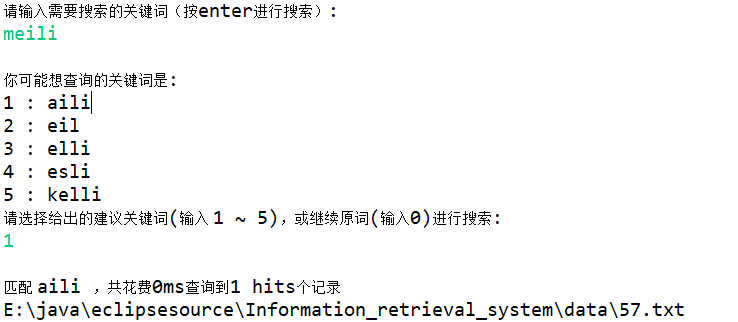 请输入需要搜索的关键词（按enter进行搜索）:
meili
你可能想查询的关键词是:
1 : aili
2 : eil
3 : elli
4 : esli
5 : kelli
请选择给出的建议关键词(输入 1 ~ 5)，或继续原词(输入0)进行搜索:
1
匹配 aili ，共花费0ms查询到1 hits个记录
E:\java\eclipsesource\Information_retrieval_system\data\57.txt